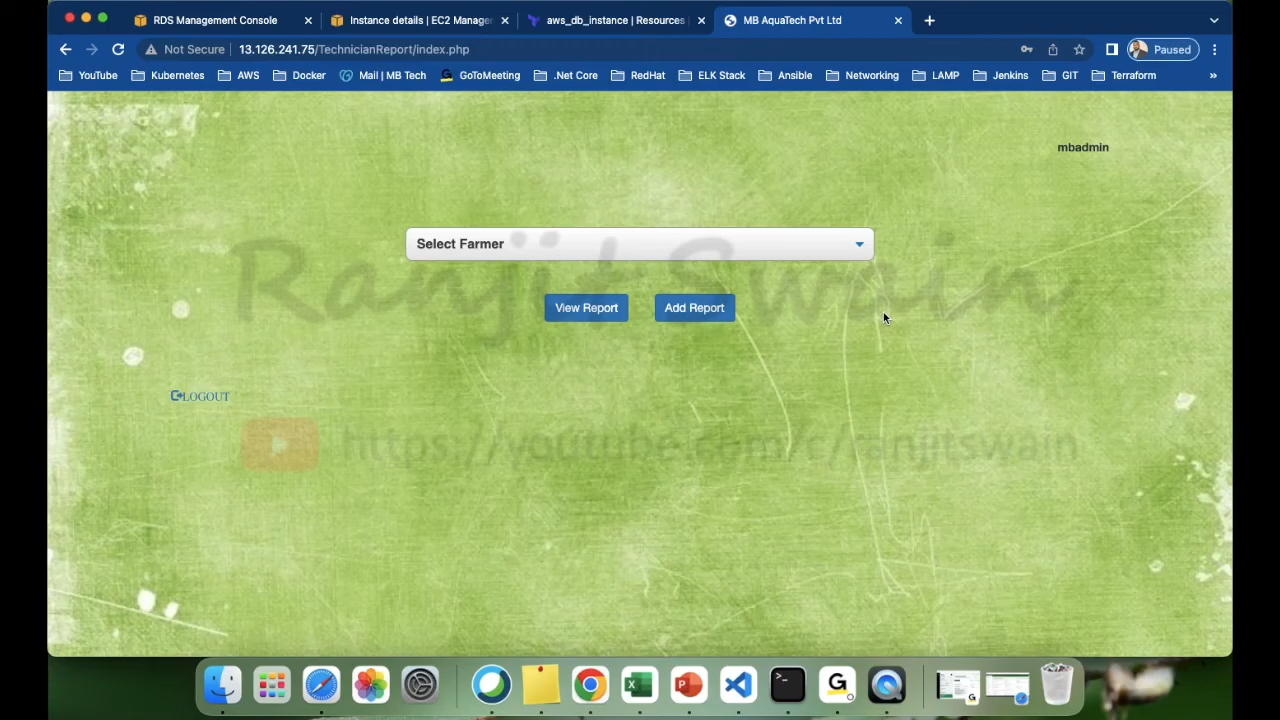 RDS Management Console
Instance details | EC2 Manager
aws_db_instance | Resources
MB AquaTech Pvt Ltd
Not Secure
13.126.241.75/TechnicianReport/index.php
Paused
YouTube
Kubernetes
AWS
Docker
Mail | MB Tech
GoToMeeting
.Net Core
RedHat
ELK Stack
Ansible
Networking
LAMP
Jenkins
GIT
Terraform
»
mbadmin
Select Farmer
Ranjit Swain
View Report
Add Report
LOGOUT
https://youtube.com/c/ranjitswain